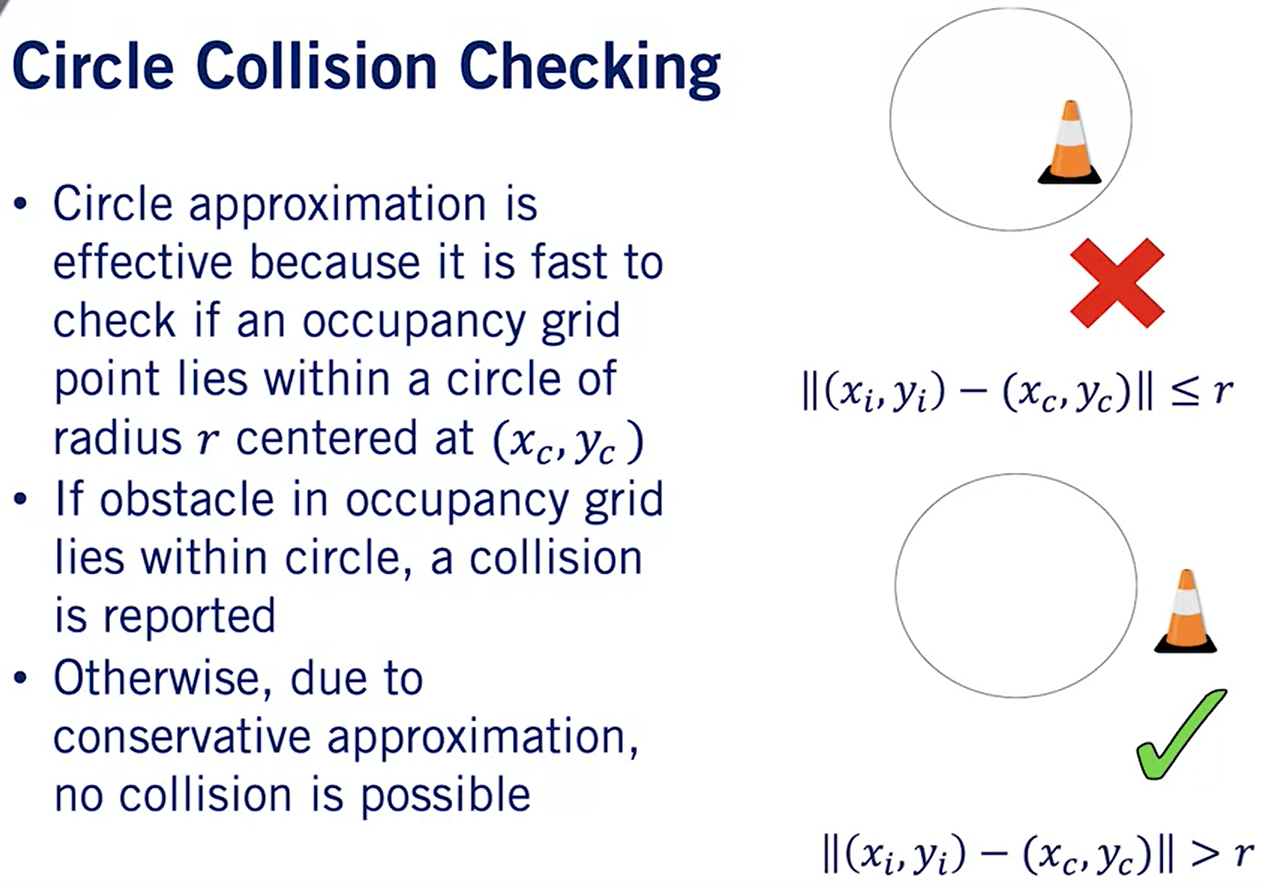 Circle Collision Checking
• Circle approximation is
effective because it is fast to
check if an occupancy grid
point lies within a circle of
radius r centered at (x_c, y_c )
• If obstacle in occupancy grid
lies within circle, a collision
is reported
• Otherwise, due to
conservative approximation,
no collision is possible
‖(x_i, y_i) − (x_c, y_c)‖ ≤ r
‖(x_i, y_i) − (x_c, y_c)‖ > r